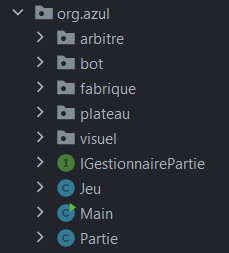 org.azul
arbitre
bot
fabrique
plateau
visuel
I IGestionnairePartie
C Jeu
C Main
C Partie